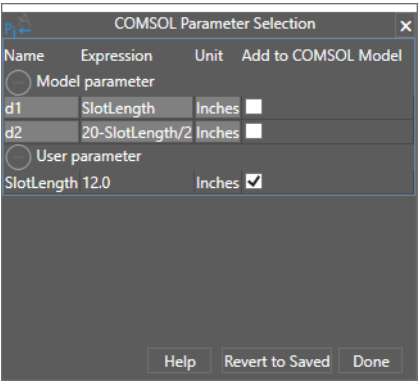 Pi COMSOL Parameter Selection x
Name Expression Unit Add to COMSOL Model
Model parameter
d1 SlotLength Inches
d2 20-SlotLength/2 Inches
User parameter
SlotLength 12.0 Inches
Help Revert to Saved Done